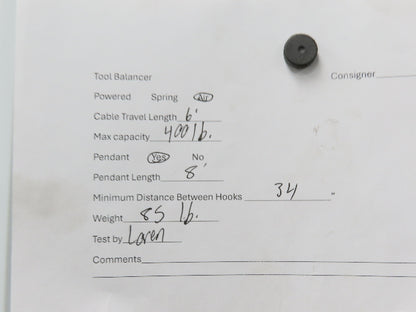 Tool Balancer Consigner
Powered Spring Air
Cable Travel Length 6'
Max capacity 400 lb.
Pendant Yes No
Pendant Length 8'
Minimum Distance Between Hooks 34 "
Weight 85 lb.
Test by Loren
Comments